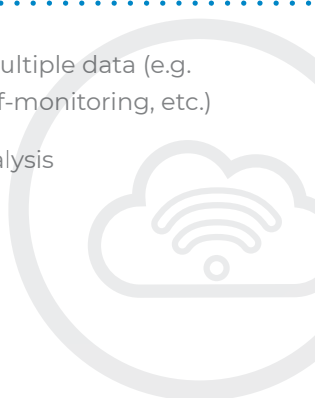 ultiple data (e.g.
f-monitoring, etc.)
alysis